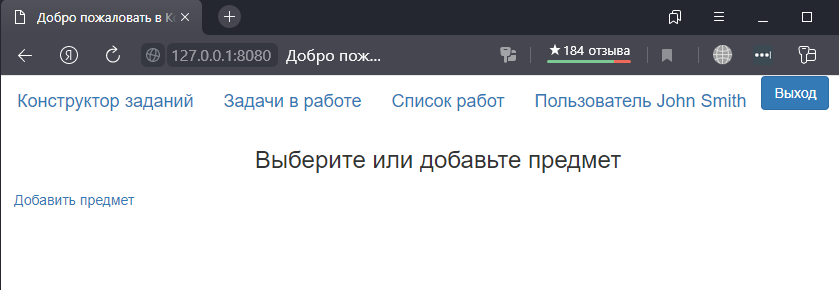 Добро пожаловать в Ко
127.0.0.1:8080 Добро пож... ★184 отзыва
Конструктор заданий Задачи в работе Список работ Пользователь John Smith Выход
Выберите или добавьте предмет
Добавить предмет